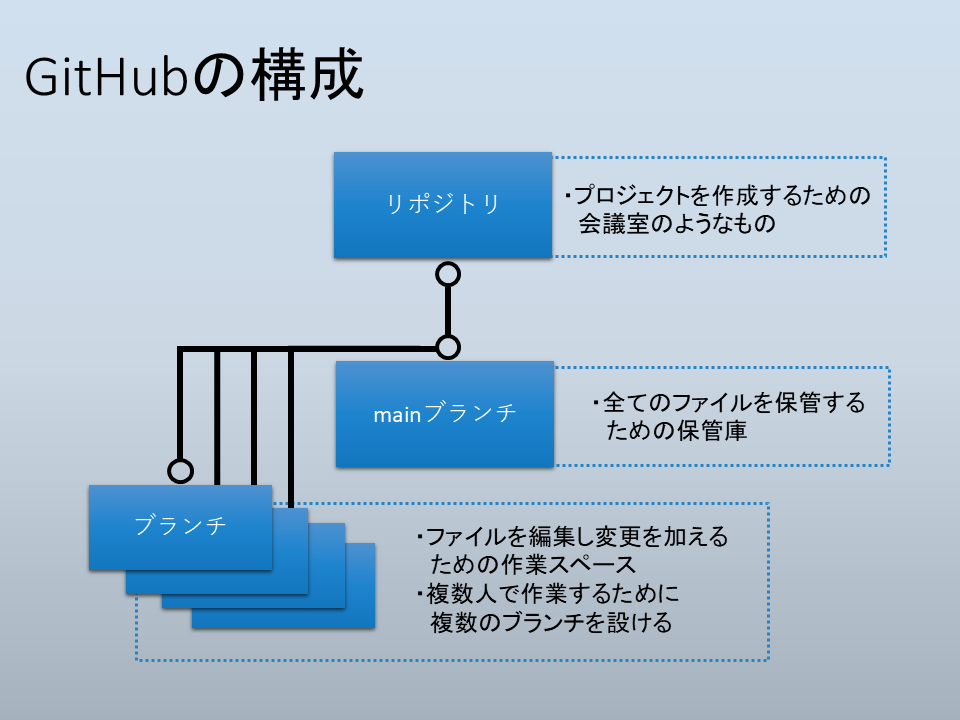 GitHubの構成
リポジトリ
・プロジェクトを作成するための
会議室のようなもの
mainブランチ
・全てのファイルを保管する
ための保管庫
ブランチ
・ファイルを編集し変更を加える
ための作業スペース
・複数人で作業するために
複数のブランチを設ける